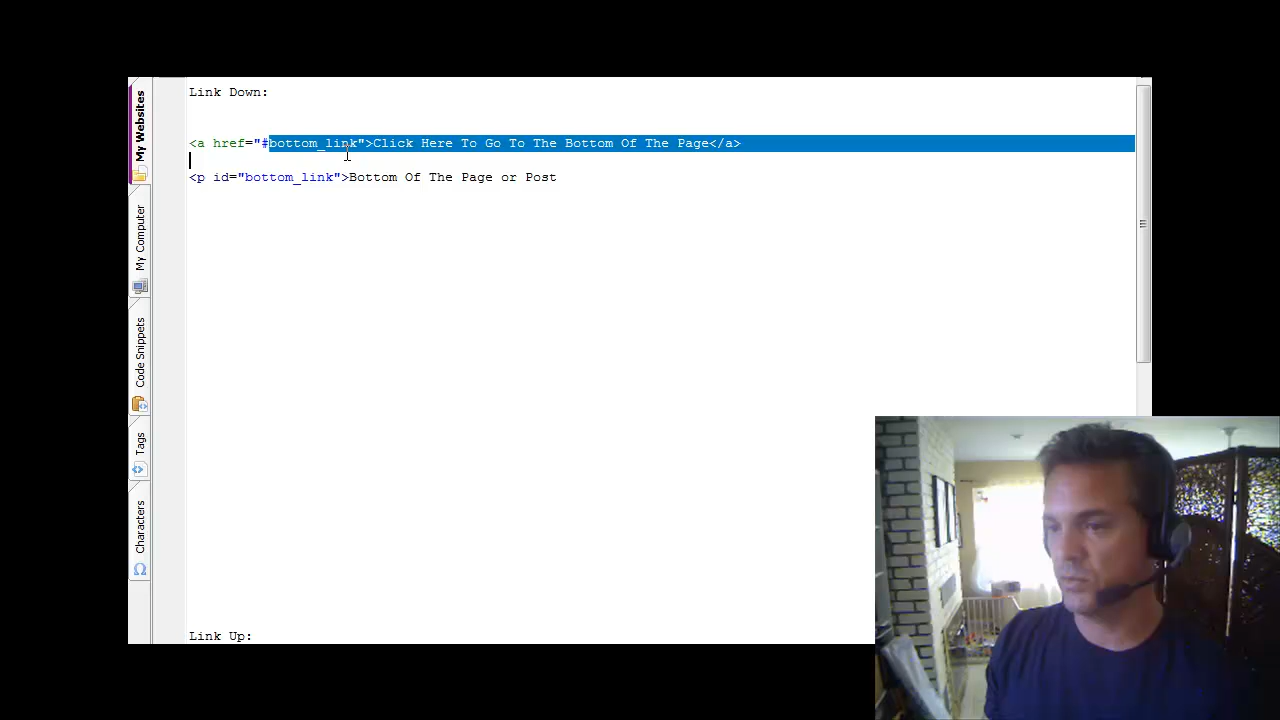 Link Down:
<a href="#bottom_link">Click Here To Go To The Bottom Of The Page</a>
<p id="bottom_link">Bottom Of The Page or Post
Link Up:
My Websites
My Computer
Code Snippets
Tags
Characters